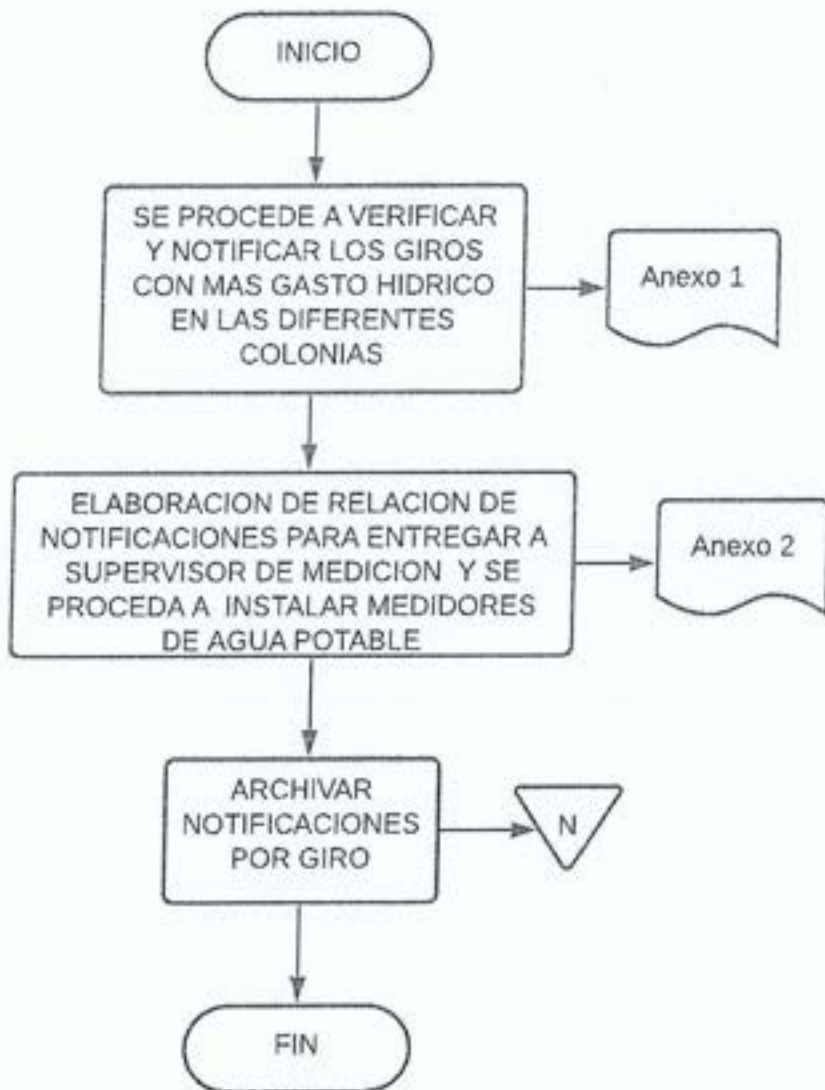 INICIO
SE PROCEDE A VERIFICAR
Y NOTIFICAR LOS GIROS
CON MAS GASTO HIDRICO
EN LAS DIFERENTES
COLONIAS
Anexo 1
ELABORACION DE RELACION DE
NOTIFICACIONES PARA ENTREGAR A
SUPERVISOR DE MEDICION Y SE
PROCEDA A INSTALAR MEDIDORES
DE AGUA POTABLE
Anexo 2
ARCHIVAR
NOTIFICACIONES
POR GIRO
N
FIN